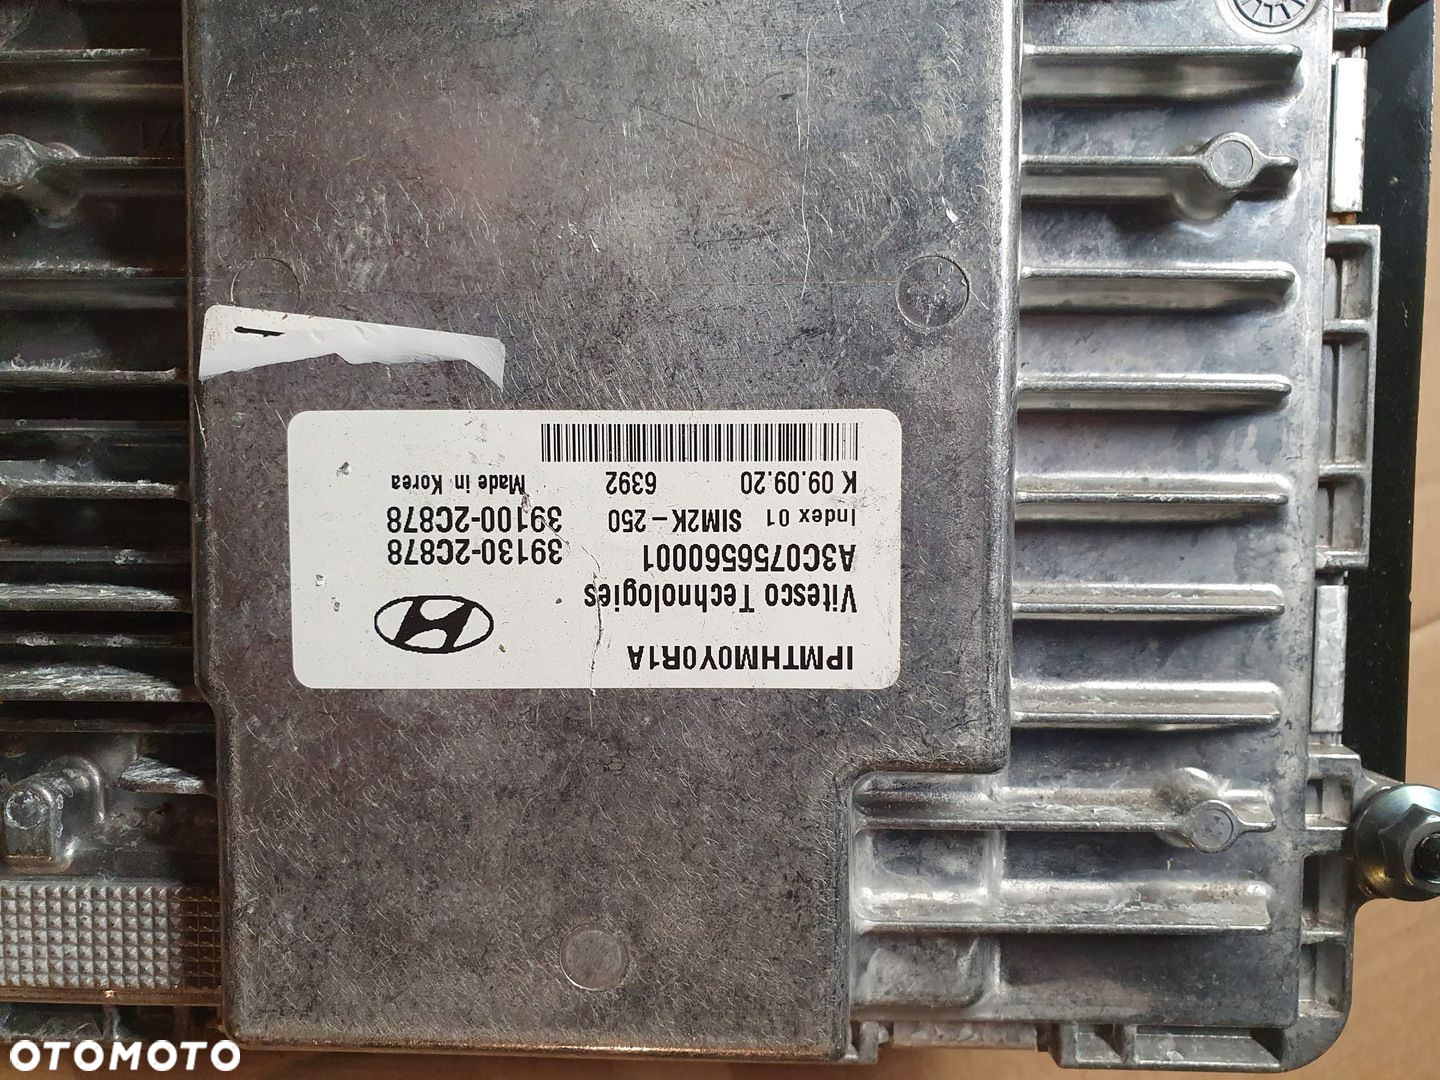 IPMTHM0Y0R1A
Vitesco Technologies
A3C0756560001 39130-2C878
Index 01 SIM2K-250 39100-2C878
K 09.09.20 6392 Made in Korea
OTOMOTO